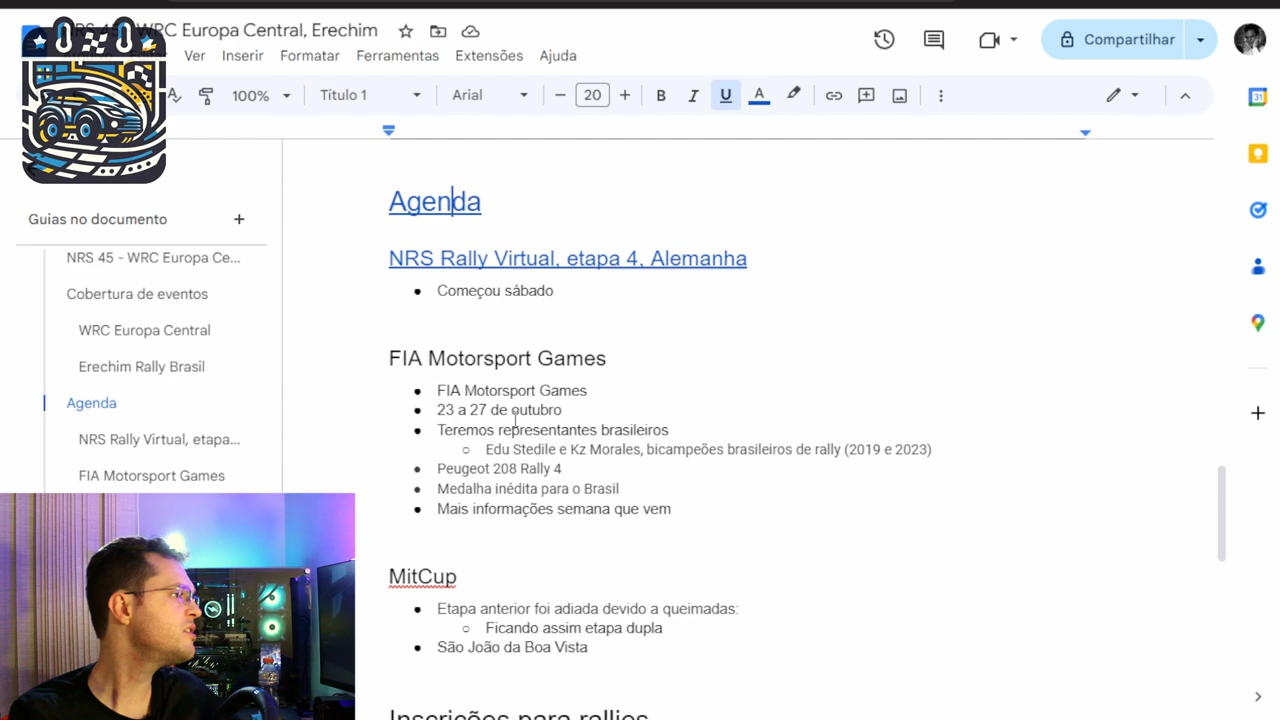 WRC Europa Central, Erechim
Ver Inserir Formatar Ferramentas Extensões Ajuda
Compartilhar
100% Título 1 Arial 20 B I U A
31
Guias no documento
NRS 45 - WRC Europa Ce...
Cobertura de eventos
WRC Europa Central
Erechim Rally Brasil
Agenda
NRS Rally Virtual, etapa...
FIA Motorsport Games
Agenda
NRS Rally Virtual, etapa 4, Alemanha
Começou sábado
FIA Motorsport Games
FIA Motorsport Games
23 a 27 de outubro
Teremos representantes brasileiros
Edu Stedile e Kz Morales, bicampeões brasileiros de rally (2019 e 2023)
Peugeot 208 Rally 4
Medalha inédita para o Brasil
Mais informações semana que vem
MitCup
Etapa anterior foi adiada devido a queimadas:
Ficando assim etapa dupla
São João da Boa Vista
Inscrições para rallies